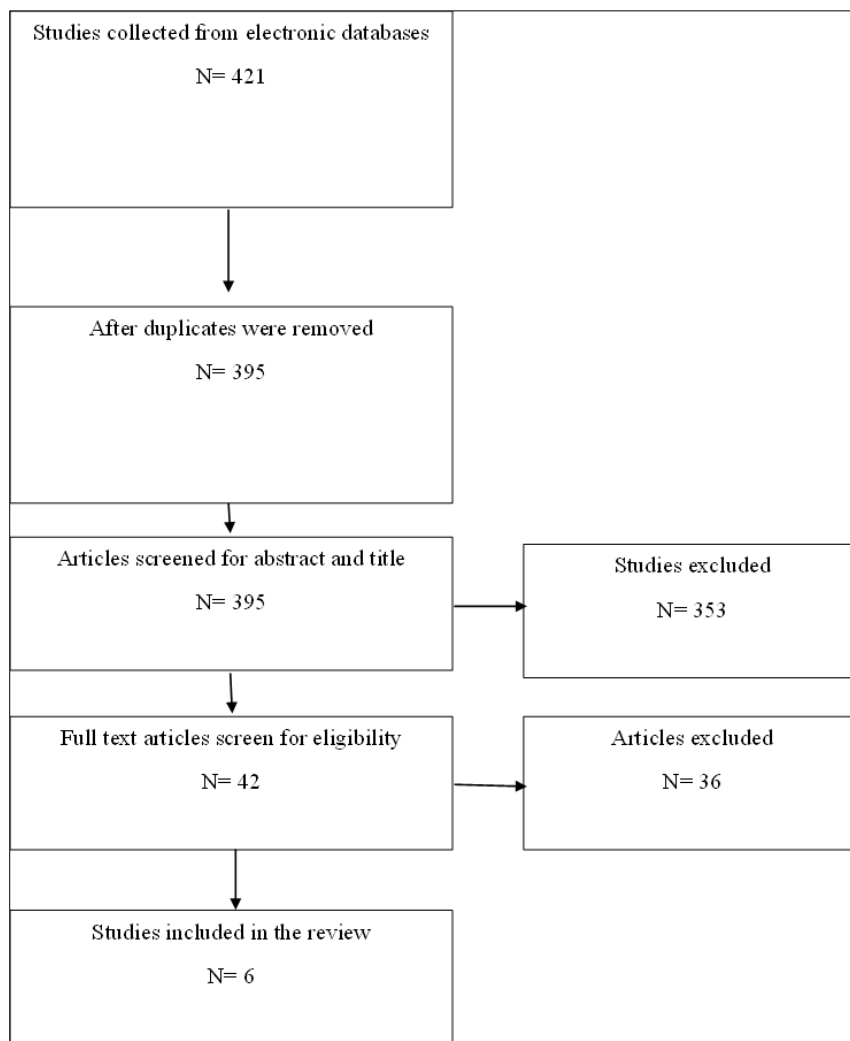 Studies collected from electronic databases
N= 421
After duplicates were removed
N= 395
Articles screened for abstract and title
N= 395
Studies excluded
N= 353
Full text articles screen for eligibility
N= 42
Articles excluded
N= 36
Studies included in the review
N= 6